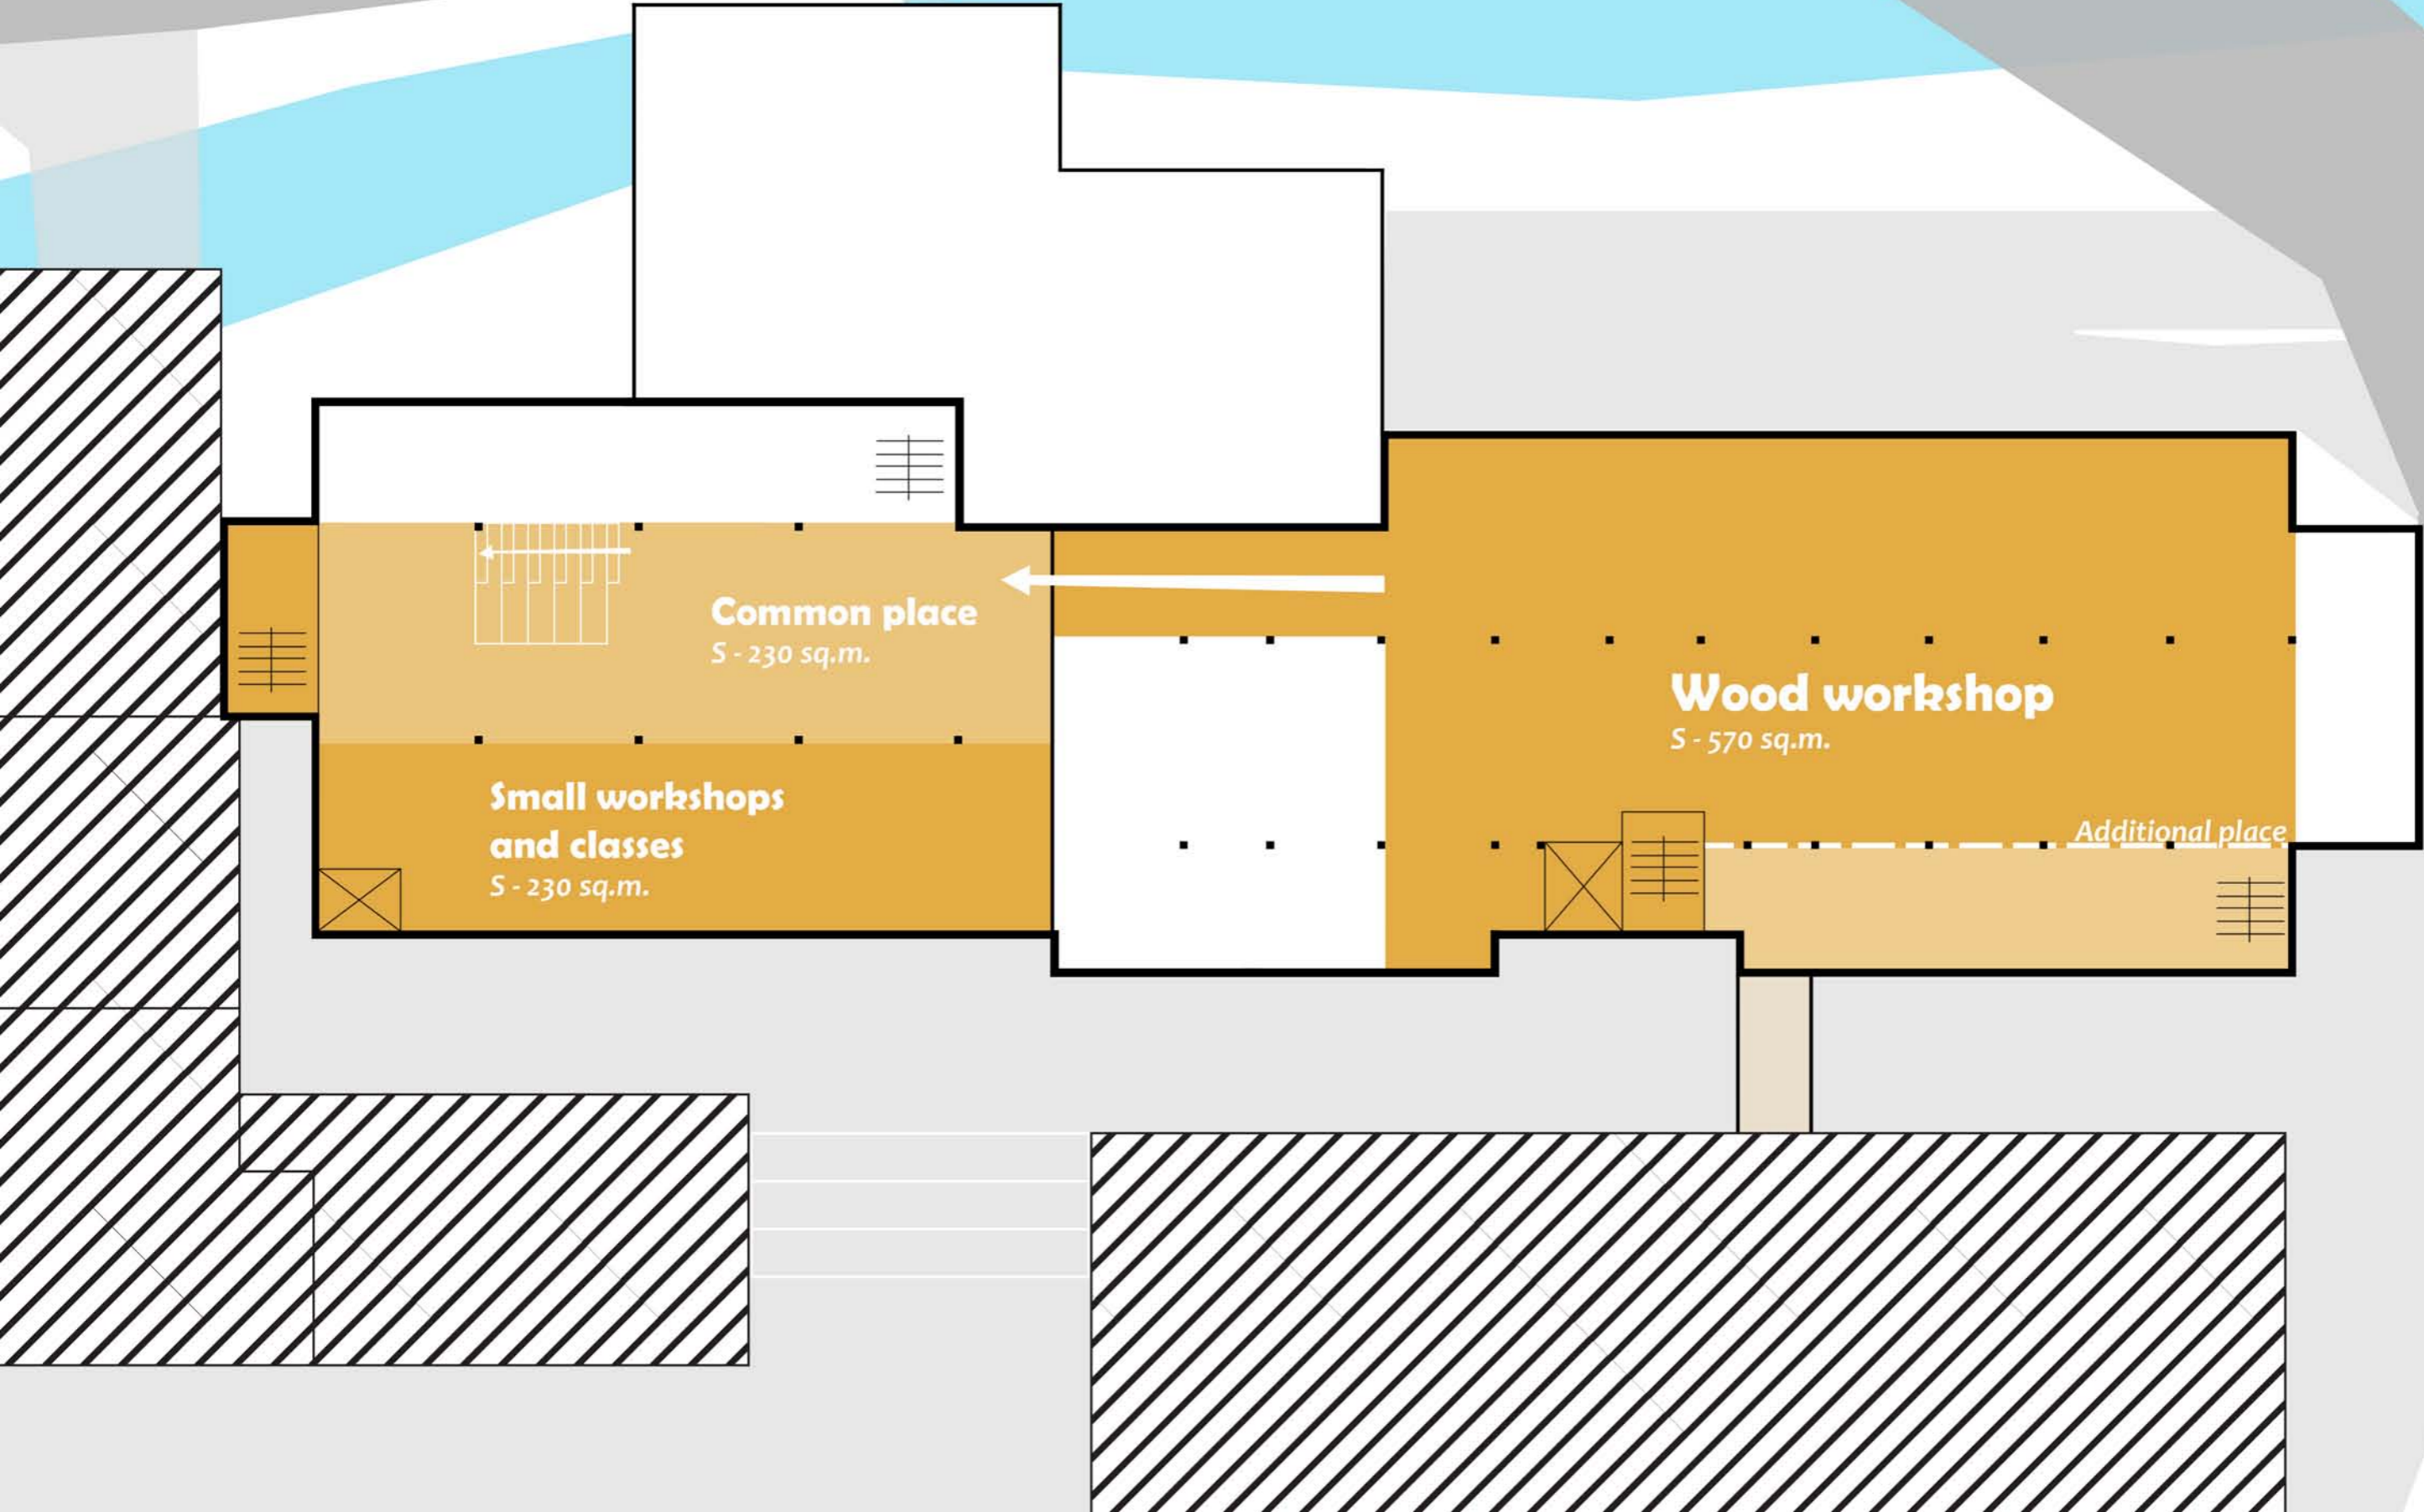 Common place
S - 230 sq.m.
Wood workshop
S - 570 sq.m.
Small workshops
and classes
S - 230 sq.m.
Additional place